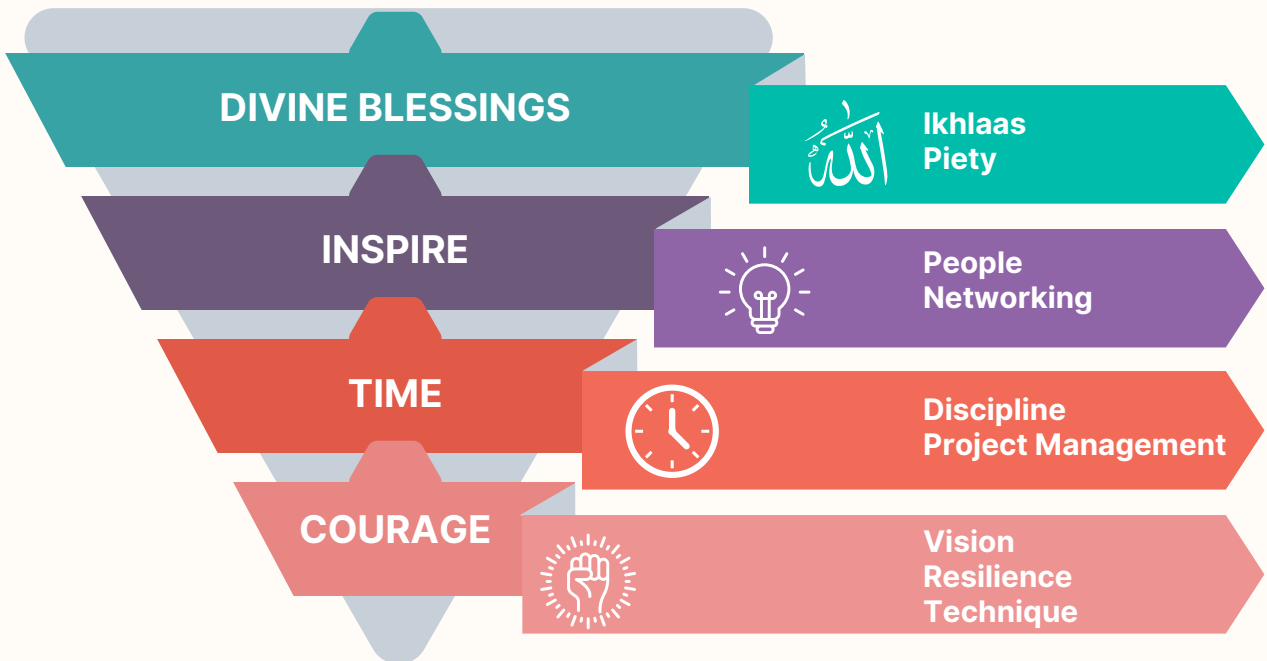 DIVINE BLESSINGS
الله
Ikhlaas
Piety
INSPIRE
People
Networking
TIME
Discipline
Project Management
COURAGE
Vision
Resilience
Technique